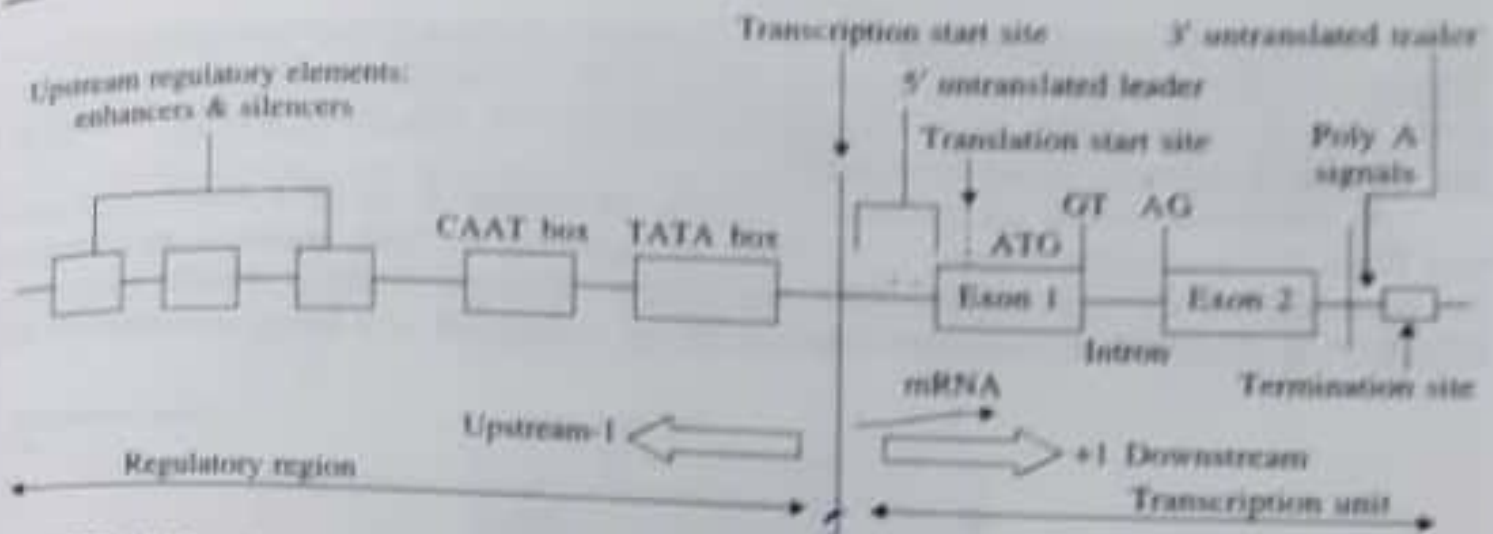 Transcription start site
3' untranslated trailer
Upstream regulatory elements:
enhancers & silencers
5' untranslated leader
Translation start site
Poly A
signals
GT AG
CAAT box
TATA box
ATG
Exon 1
Exon 2
Intron
mRNA
Termination site
Upstream-1
+1 Downstream
Regulatory region
Transcription unit